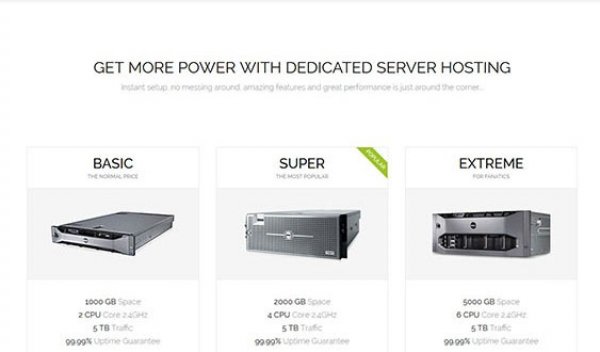 GET MORE POWER WITH DEDICATED SERVER HOSTING
Instant setup, no messing around, amazing features and great performance is just around the corner...
BASIC
THE NORMAL PRICE
1000 GB Space
2 CPU Core 2.4GHz
5 TB Traffic
99.99% Uptime Guarantee
SUPER
THE MOST POPULAR
POPULAR
2000 GB Space
4 CPU Core 2.4GHz
5 TB Traffic
99.99% Uptime Guarantee
EXTREME
FOR FANATICS
5000 GB Space
6 CPU Core 2.4GHz
5 TB Traffic
99.99% Uptime Guarantee